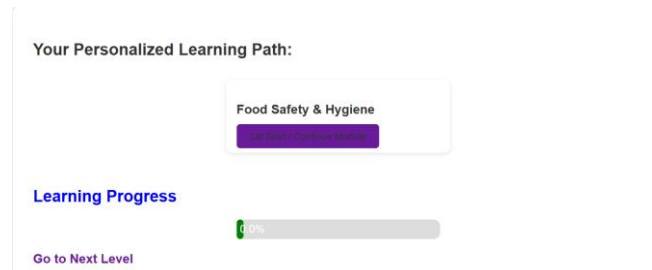 Your Personalized Learning Path:
Food Safety & Hygiene
Learning Progress
0.0%
Go to Next Level